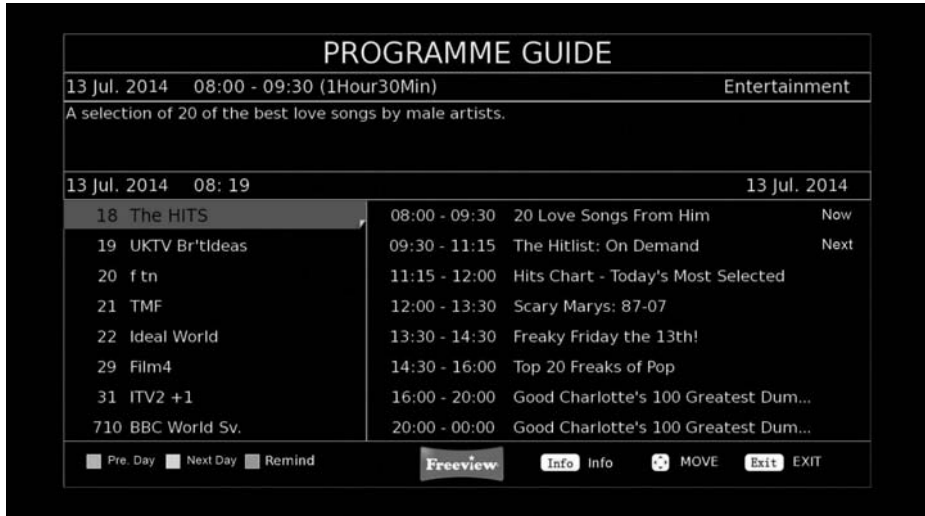 PROGRAMME GUIDE
13 Jul. 2014 08:00 - 09:30 (1Hour30Min) Entertainment
A selection of 20 of the best love songs by male artists.
13 Jul. 2014 08: 19 13 Jul. 2014
18 The HITS 08:00 - 09:30 20 Love Songs From Him Now
19 UKTV Br'tIdeas 09:30 - 11:15 The Hitlist: On Demand Next
20 f tn 11:15 - 12:00 Hits Chart - Today's Most Selected
21 TMF 12:00 - 13:30 Scary Marys: 87-07
22 Ideal World 13:30 - 14:30 Freaky Friday the 13th!
29 Film4 14:30 - 16:00 Top 20 Freaks of Pop
31 ITV2 +1 16:00 - 20:00 Good Charlotte's 100 Greatest Dum...
710 BBC World Sv. 20:00 - 00:00 Good Charlotte's 100 Greatest Dum...
Pre. Day Next Day Remind Freeview Info Info MOVE Exit EXIT